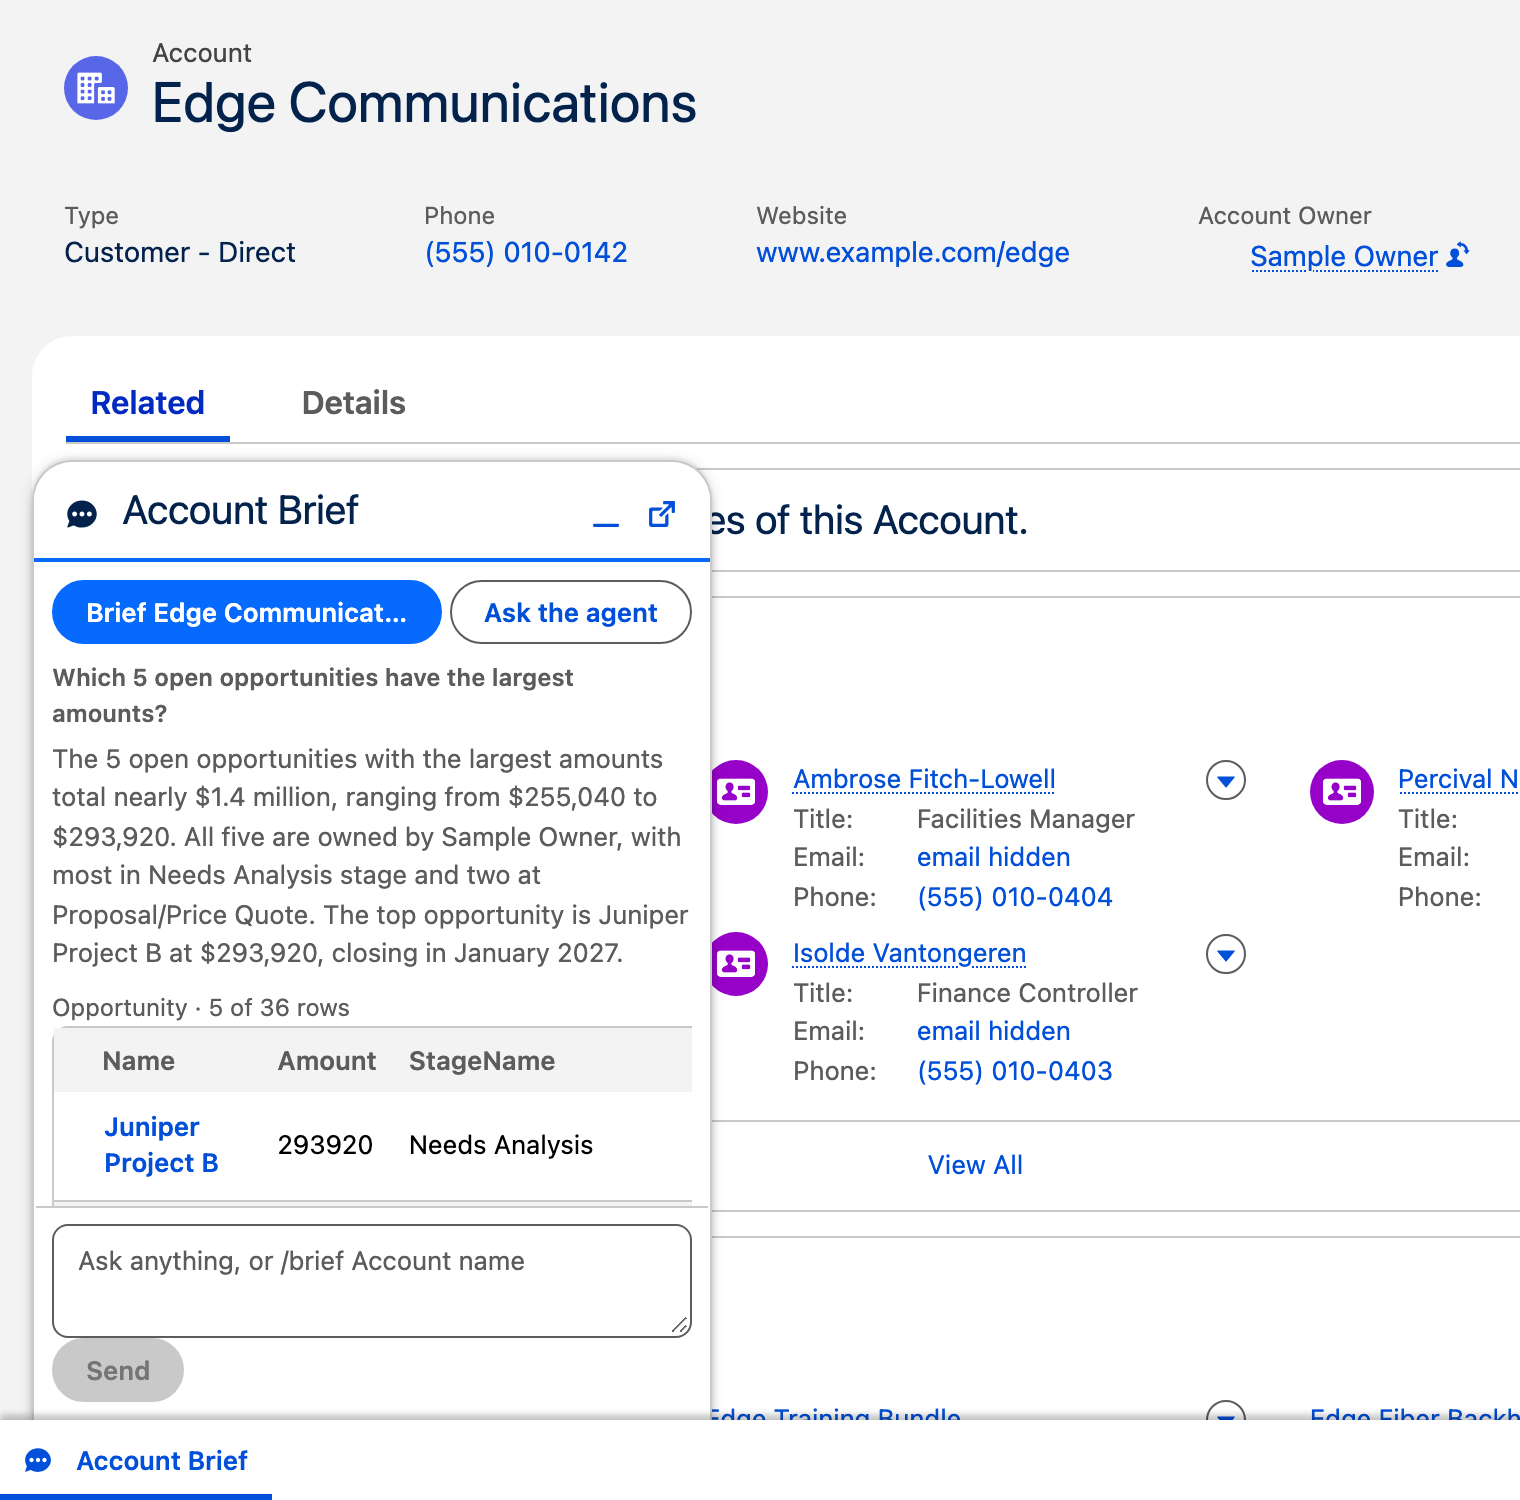 Account
Edge Communications
Type
Customer - Direct
Phone
(555) 010-0142
Website
www.example.com/edge
Account Owner
Sample Owner
Related
Details
Account Brief
es of this Account.
Brief Edge Communicat...
Ask the agent
Which 5 open opportunities have the largest
amounts?
The 5 open opportunities with the largest amounts
total nearly $1.4 million, ranging from $255,040 to
$293,920. All five are owned by Sample Owner, with
most in Needs Analysis stage and two at
Proposal/Price Quote. The top opportunity is Juniper
Project B at $293,920, closing in January 2027.
Opportunity · 5 of 36 rows
Name Amount StageName
Juniper
Project B
293920
Needs Analysis
Ask anything, or /brief Account name
Send
Ambrose Fitch-Lowell
Title: Facilities Manager
Email: email hidden
Phone: (555) 010-0404
Percival N
Title:
Email:
Phone:
Isolde Vantongeren
Title: Finance Controller
Email: email hidden
Phone: (555) 010-0403
View All
Edge Training Bundle
Edge Fiber Backh
Account Brief